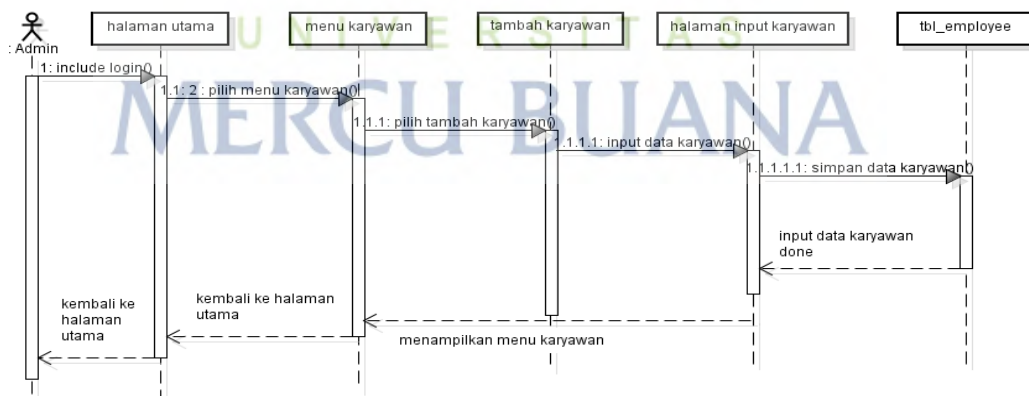 halaman utama
menu karyawan
tambah karyawan
halaman input karyawan
tbl_employee
UNIVERSITAS
MERCU BUANA
: Admin
1: include login()
1.1: 2 : pilih menu karyawan()
1.1.1: pilih tambah karyawan()
1.1.1.1: input data karyawan()
1.1.1.1.1: simpan data karyawan()
input data karyawan
done
kembali ke halaman
utama
kembali ke
halaman
utama
menampilkan menu karyawan